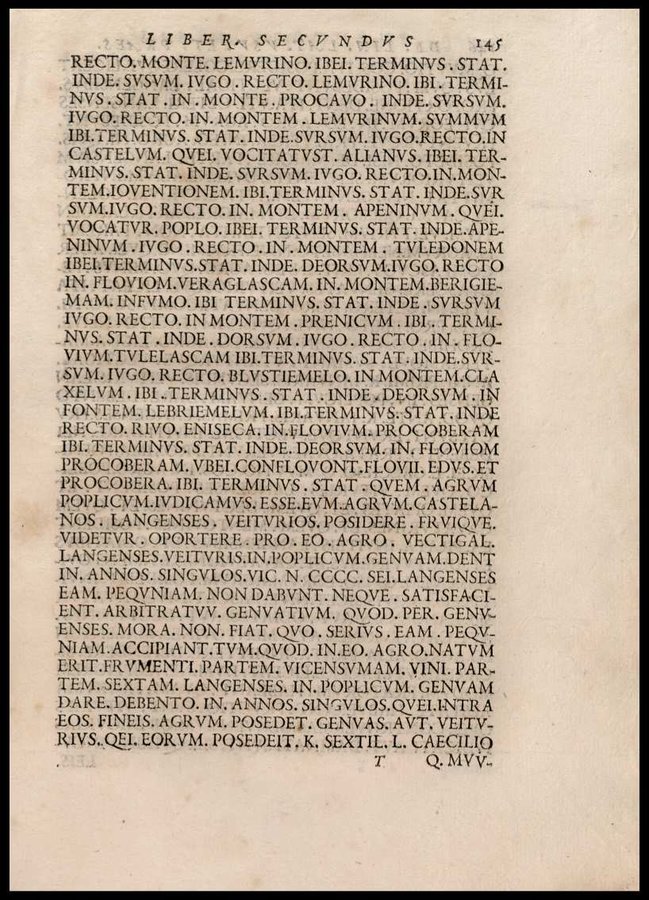 LIBER. SECVNDVS 145
RECTO. MONTE. LEMVRINO. IBEI. TERMINVS . STAT.
INDE. SVSVM. IVGO . RECTO. LEMVRINO. IBI . TERMI-
NVS . STAT . IN . MONTE . PROCAVO . INDE. SVRSVM.
IVGO. RECTO. IN. MONTEM . LEMVRINVM. SVMMVM
IBI.TERMINVS. STAT. INDE.SVRSVM. IVGO.RECTO.IN
CASTELVM. QVEI. VOCITATVST. ALIANVS. IBEI. TER-
MINVS. STAT. INDE. SVRSVM. IVGO. RECTO.IN.MON-
TEM.IOVENTIONEM. IBI.TERMINVS. STAT. INDE.SVR
SVM.IVGO. RECTO. IN. MONTEM . APENINVM . QVEI.
VOCATVR. POPLO. IBEI. TERMINVS. STAT. INDE.APE-
NINVM . IVGO . RECTO . IN . MONTEM . TVLEDONEM
IBEI.TERMINVS.STAT. INDE. DEORSVM.IVGO. RECTO
IN. FLOVIOM.VERAGLASCAM. IN. MONTEM.BERIGIE-
MAM. INFVMO. IBI TERMINVS. STAT. INDE . SVRSVM
IVGO. RECTO. IN MONTEM . PRENICVM . IBI . TERMI-
NVS. STAT . INDE . DORSVM . IVGO . RECTO . IN . FLO-
VIVM.TVLELASCAM IBI.TERMINVS. STAT. INDE.SVR-
SVM. IVGO. RECTO. BLVSTIEMELO. IN MONTEM.CLA
XELVM . IBI . TERMINVS . STAT . INDE . DEORSVM . IN
FONTEM. LEBRIEMELVM. IBI.TERMINVS. STAT. INDE
RECTO. RIVO. ENISECA. IN.FLOVIVM. PROCOBERAM
IBI. TERMINVS. STAT. INDE. DEORSVM. IN. FLOVIOM
PROCOBERAM. VBEI.CONFLOVONT.FLOVII. EDVS.ET
PROCOBERA. IBI. TERMINVS . STAT . QVEM . AGRVM
POPLICVM.IVDICAMVS. ESSE.EVM.AGRVM.CASTELA-
NOS . LANGENSES. VEITVRIOS. POSIDERE. FRVIQVE.
VIDETVR . OPORTERE . PRO . EO . AGRO . VECTIGAL.
LANGENSES.VEITVRIS.IN.POPLICVM.GENVAM.DENT
IN. ANNOS. SINGVLOS.VIC. N. CCCC. SEI.LANGENSES
EAM. PEQVNIAM. NON DABVNT. NEQVE . SATISFACI-
ENT. ARBITRATVV. GENVATIVM. QVOD. PER. GENV-
ENSES. MORA. NON. FIAT. QVO . SERIVS . EAM . PEQV-
NIAM.ACCIPIANT.TVM.QVOD. IN.EO. AGRO.NATVM
ERIT.FRVMENTI. PARTEM. VICENSVMAM. VINI. PAR-
TEM. SEXTAM. LANGENSES. IN. POPLICVM. GENVAM
DARE. DEBENTO. IN. ANNOS. SINGVLOS.QVEI.INTRA
EOS. FINEIS. AGRVM. POSEDET. GENVAS. AVT. VEITV-
RIVS. QEI. EORVM. POSEDEIT. K. SEXTIL. L. CAECILIO
T Q. MVV-